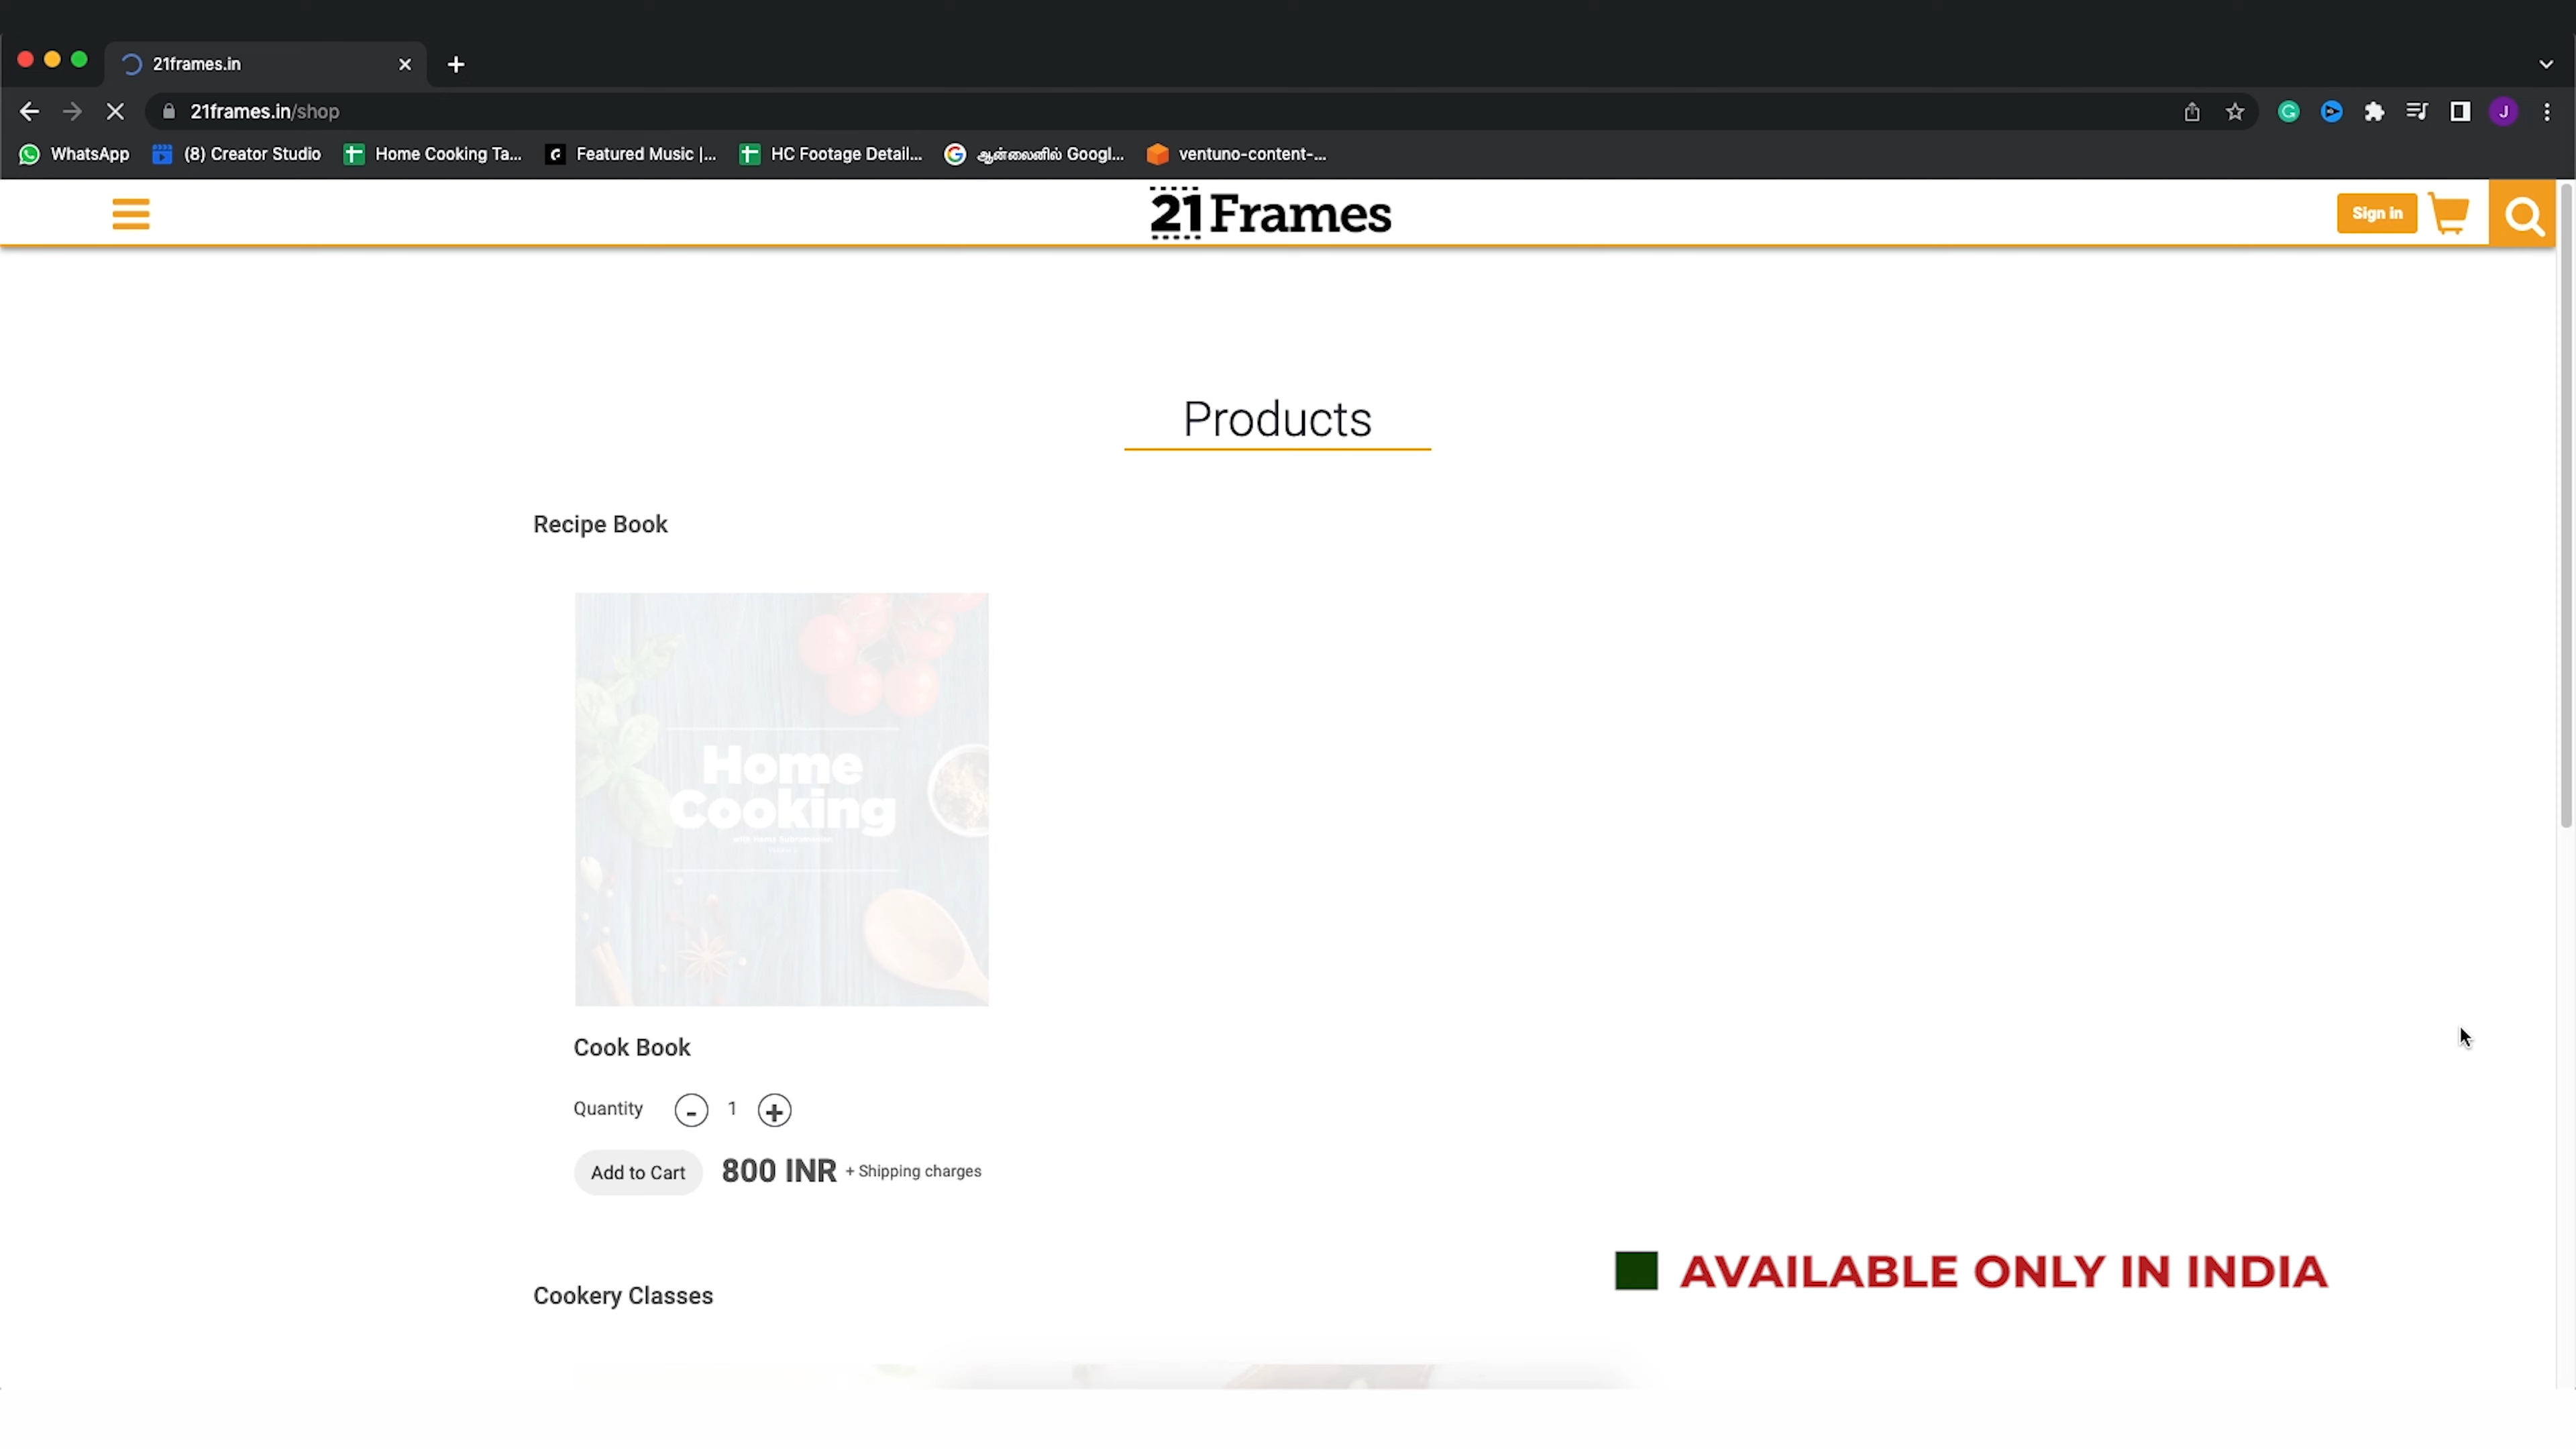 21frames.in
21frames.in/shop
J
WhatsApp (8) Creator Studio Home Cooking Ta... Featured Music |... HC Footage Detail... ஆன்லைனில் Googl... ventuno-content-...
21 Frames
Sign in
Products
Recipe Book
Home
Cooking
Cook Book
Quantity - 1 +
Add to Cart 800 INR + Shipping charges
AVAILABLE ONLY IN INDIA
Cookery Classes